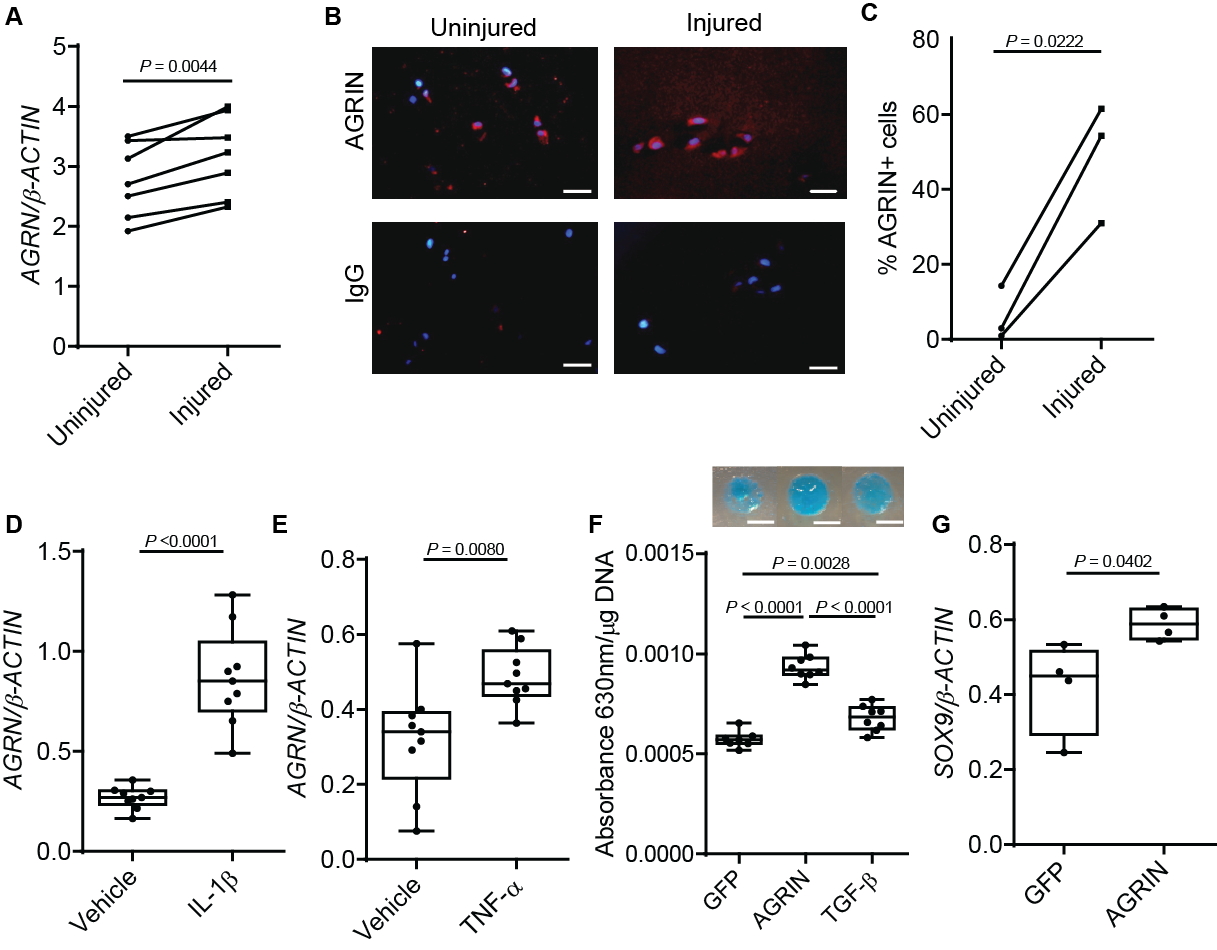 A
5
4
3
2
1
0
AGRN/β-ACTIN
P = 0.0044
Uninjured
Injured
B
Uninjured
Injured
AGRIN
IgG
C
80
60
40
20
0
% AGRIN+ cells
P = 0.0222
Uninjured
Injured
D
1.5
1.0
0.5
0.0
AGRN/β-ACTIN
P <0.0001
Vehicle
IL-1β
E
0.8
0.6
0.4
0.2
0.0
AGRN/β-ACTIN
P = 0.0080
Vehicle
TNF-α
F
0.0015
0.0010
0.0005
0.0000
Absorbance 630nm/μg DNA
P = 0.0028
P < 0.0001
P < 0.0001
GFP
AGRIN
TGF-β
G
0.8
0.6
0.4
0.2
0.0
SOX9/β-ACTIN
P = 0.0402
GFP
AGRIN